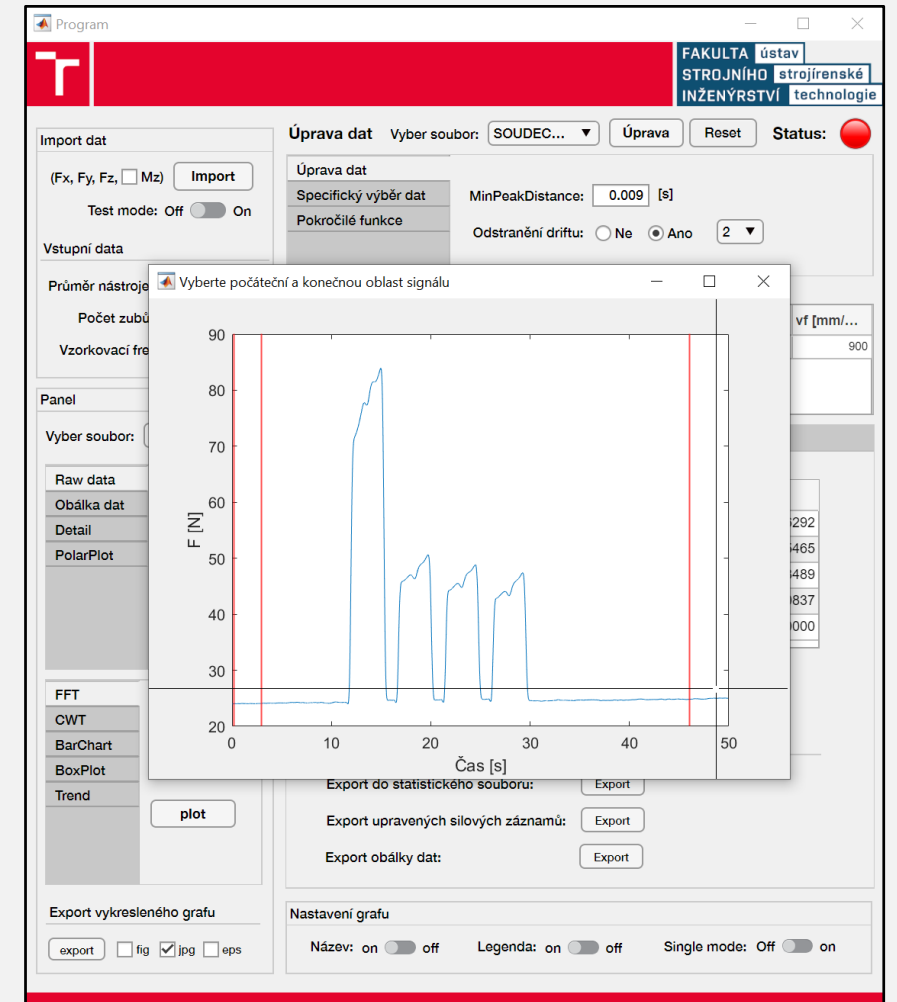 Program
FAKULTA ústav
STROJNÍHO strojírenské
INŽENÝRSTVÍ technologie
Import dat
(Fx, Fy, Fz, Mz) Import
Test mode: Off On
Vstupní data
Průměr nástroje
Počet zubů
Vzorkovací fre
Úprava dat Vyber soubor: SOUDEC... Úprava Reset Status:
Úprava dat
Specifický výběr dat
Pokročilé funkce
MinPeakDistance: 0.009 [s]
Odstranění driftu: Ne Ano 2
vf [mm/...
900
Vyberte počáteční a konečnou oblast signálu
90
80
70
60
50
40
30
20
F [N]
0 10 20 30 40 50
Čas [s]
Panel
Vyber soubor:
Raw data
Obálka dat
Detail
PolarPlot
5465
0000
FFT
CWT
BarChart
BoxPlot
Trend
plot
Export do statistického souboru: Export
Export upravených silových záznamů: Export
Export obálky dat: Export
Export vykresleného grafu
export fig jpg eps
Nastavení grafu
Název: on off Legenda: on off Single mode: Off on